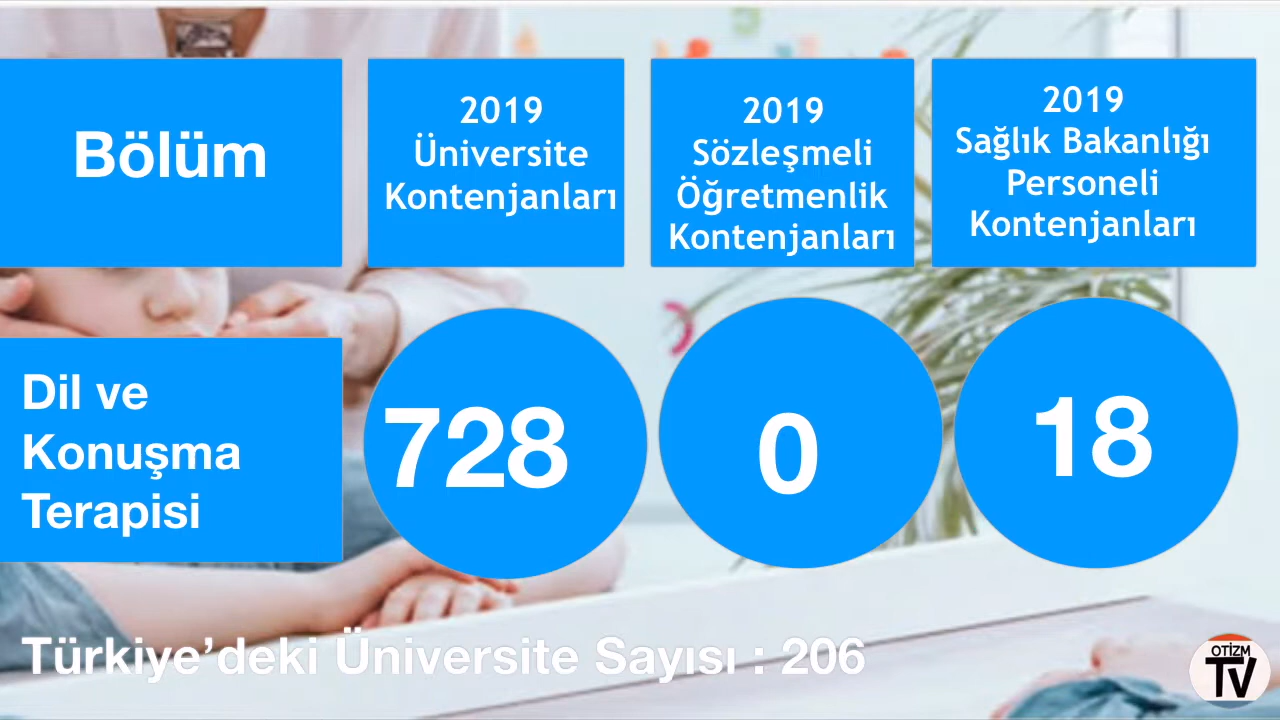 Bölüm
2019
Üniversite
Kontenjanları
2019
Sözleşmeli
Öğretmenlik
Kontenjanları
2019
Sağlık Bakanlığı
Personeli
Kontenjanları
Dil ve
Konuşma
Terapisi
728
0
18
Türkiye’deki Üniversite Sayısı : 206
OTİZM
TV